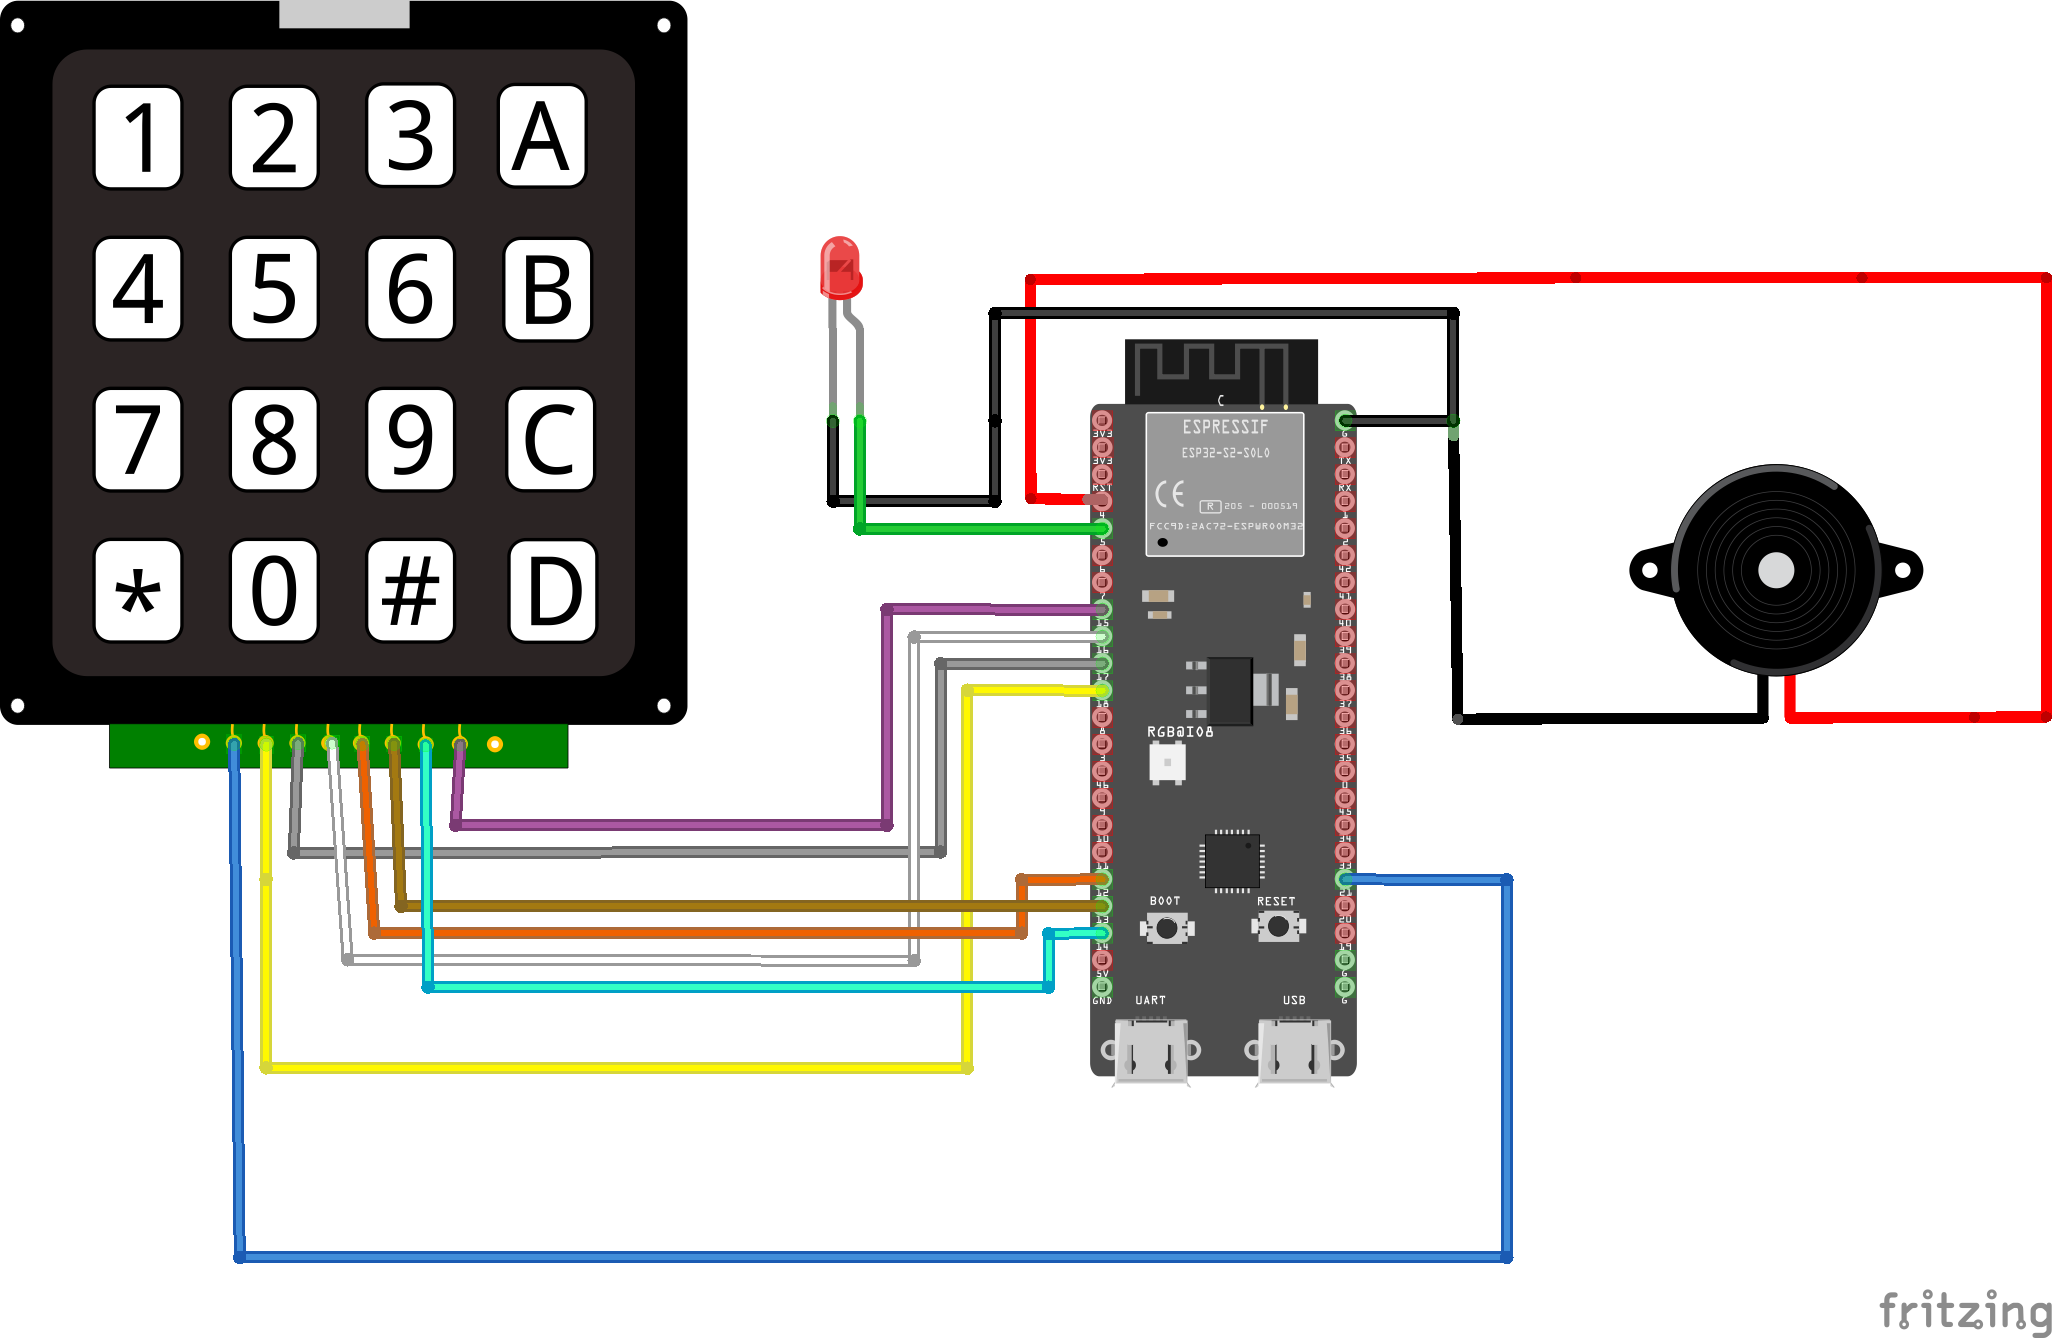 1 2 3 A
4 5 6 B
7 8 9 C
* 0 # D
C
ESPRESSIF
ESP32-S2-SOLO
CE
R 205 - 000519
FCC9D:2AC72-ESPWROOM32
3V3
3V3
RST
4
5
6
7
15
16
17
18
8
3
46
9
10
11
12
13
14
5V
GND
G
TX
RX
1
2
42
41
40
39
38
37
36
35
0
45
34
33
21
20
19
G
G
RGB@IO8
BOOT
RESET
UART
USB
fritzing